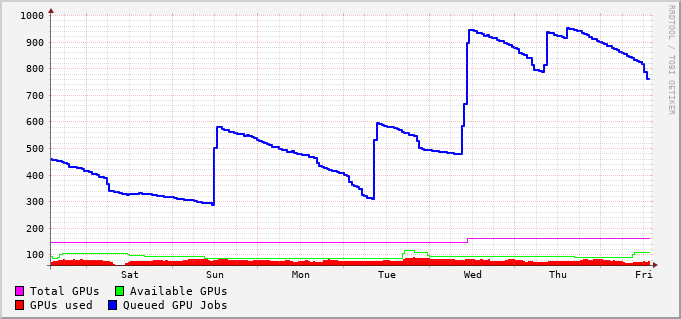 1000
900
800
700
600
500
400
300
200
100
Sat Sun Mon Tue Wed Thu Fri
Total GPUs Available GPUs
GPUs used Queued GPU Jobs
RRDTOOL / TOBI OETIKER